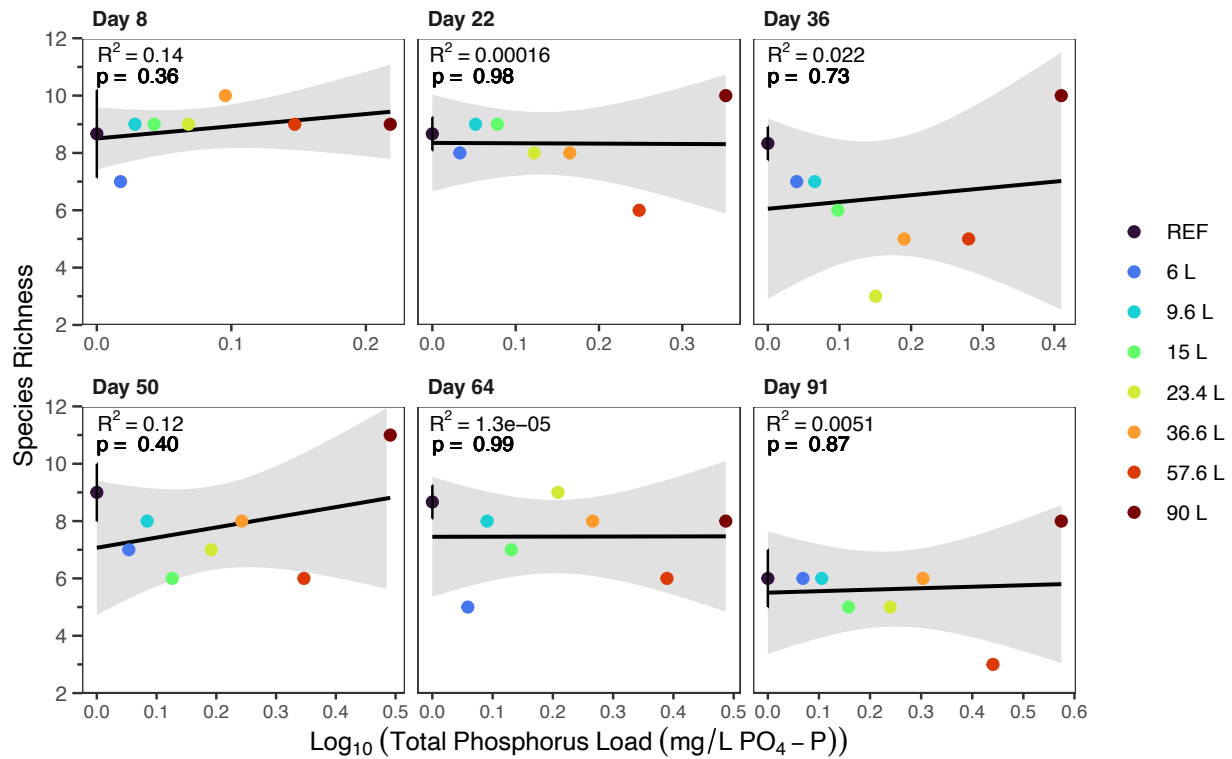 Day 8
Day 22
Day 36
R² = 0.14
p = 0.36
R² = 0.00016
p = 0.98
R² = 0.022
p = 0.73
12
10
8
6
4
2
0.0 0.1 0.2
0.0 0.1 0.2 0.3
0.0 0.1 0.2 0.3 0.4
Species Richness
Day 50
Day 64
Day 91
R² = 0.12
p = 0.40
R² = 1.3e−05
p = 0.99
R² = 0.0051
p = 0.87
12
10
8
6
4
2
0.0 0.1 0.2 0.3 0.4 0.5
0.0 0.1 0.2 0.3 0.4 0.5
0.0 0.1 0.2 0.3 0.4 0.5 0.6
Log₁₀ (Total Phosphorus Load (mg/L PO₄ − P))
REF
6 L
9.6 L
15 L
23.4 L
36.6 L
57.6 L
90 L